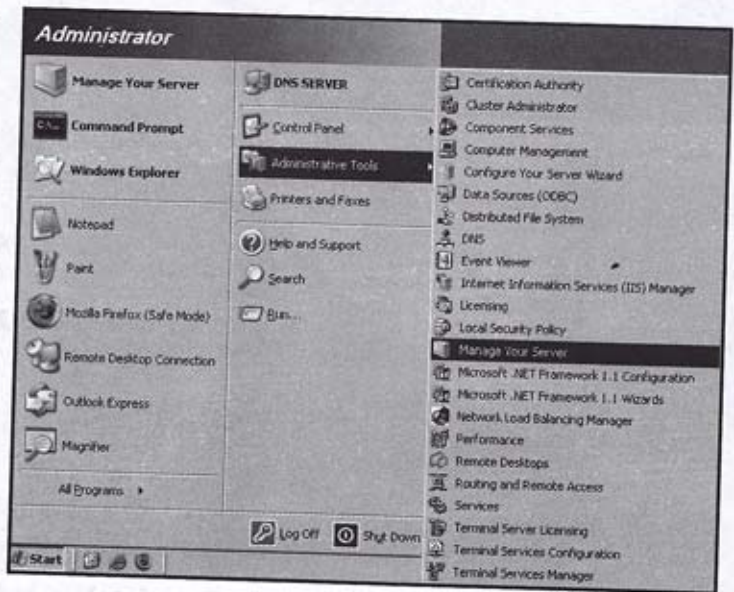 Administrator
Manage Your Server
Command Prompt
Windows Explorer
Notepad
Paint
Mozilla Firefox (Safe Mode)
Remote Desktop Connection
Outlook Express
Magnifier
All Programs
DNS SERVER
Control Panel
Administrative Tools
Printers and Faxes
Help and Support
Search
Run...
Certification Authority
Cluster Administrator
Component Services
Computer Management
Configure Your Server Wizard
Data Sources (ODBC)
Distributed File System
DNS
Event Viewer
Internet Information Services (IIS) Manager
Licensing
Local Security Policy
Manage Your Server
Microsoft .NET Framework 1.1 Configuration
Microsoft .NET Framework 1.1 Wizards
Network Load Balancing Manager
Performance
Remote Desktops
Routing and Remote Access
Services
Terminal Server Licensing
Terminal Services Configuration
Terminal Services Manager
Log Off
Shut Down
Start